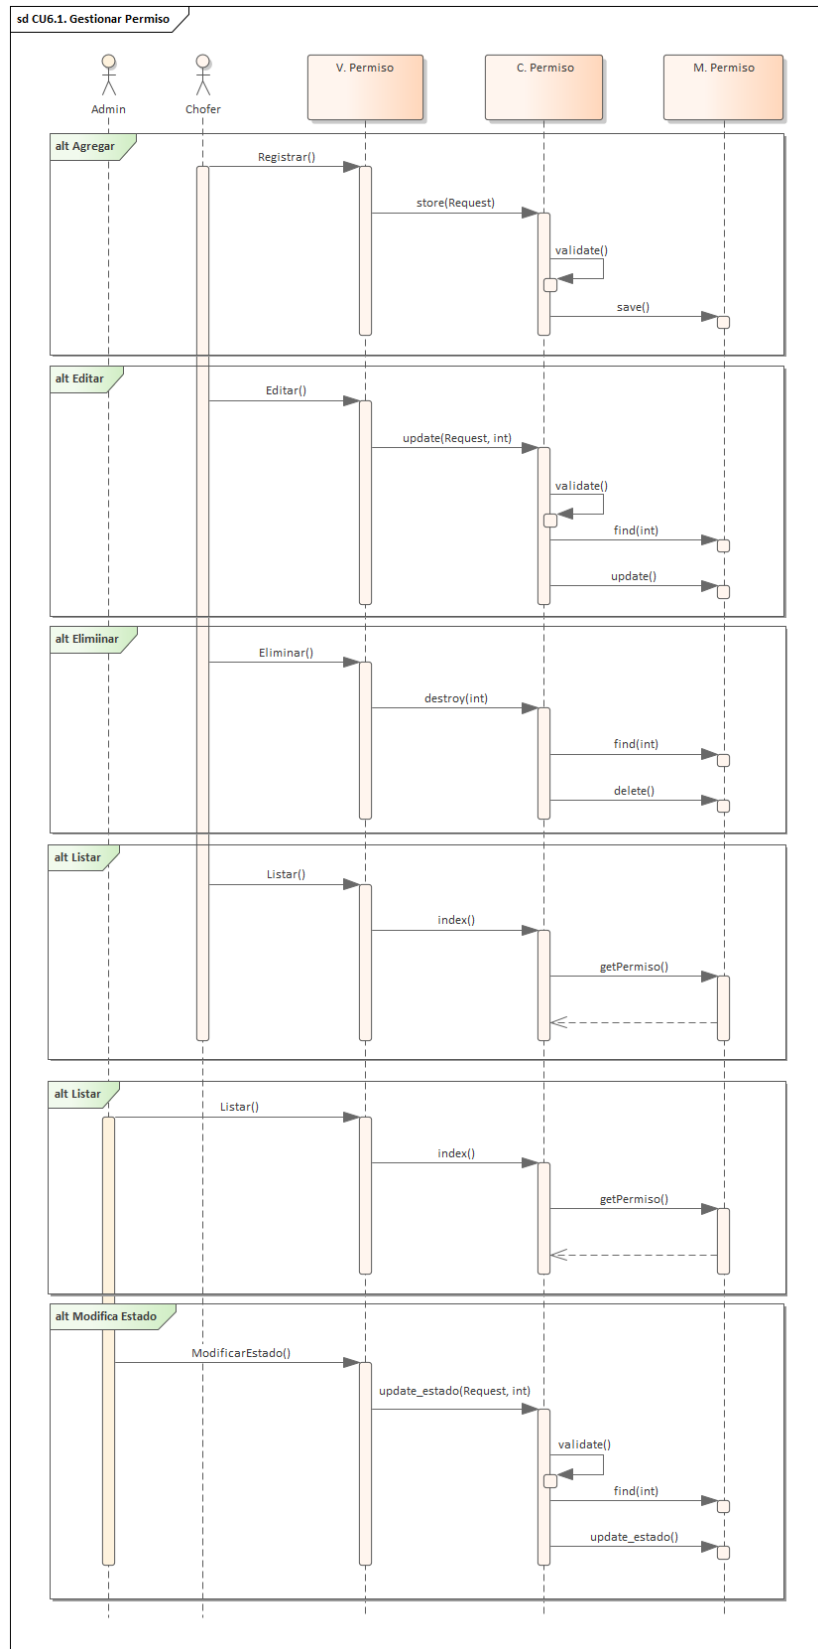 sd CU6.1. Gestionar Permiso
V. Permiso
C. Permiso
M. Permiso
Admin
Chofer
alt Agregar
Registrar()
store(Request)
validate()
save()
alt Editar
Editar()
update(Request, int)
validate()
find(int)
update()
alt Elimiinar
Eliminar()
destroy(int)
find(int)
delete()
alt Listar
Listar()
index()
getPermiso()
alt Listar
Listar()
index()
getPermiso()
alt Modifica Estado
ModificarEstado()
update_estado(Request, int)
validate()
find(int)
update_estado()